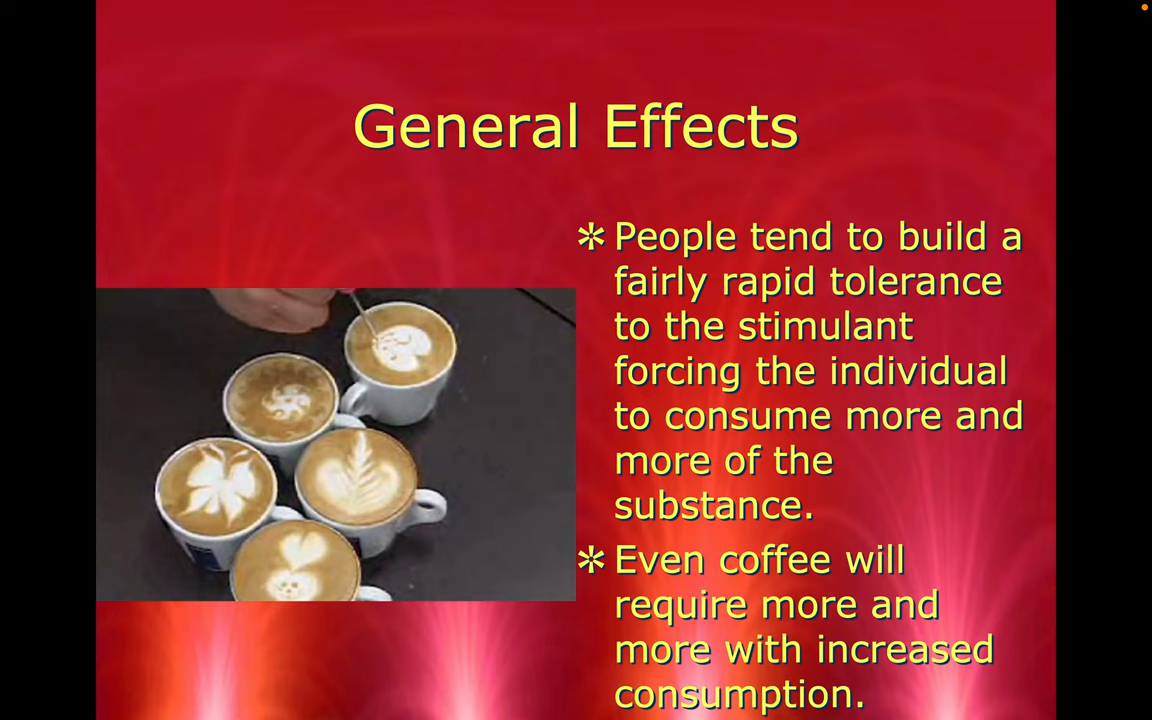 General Effects
People tend to build a
fairly rapid tolerance
to the stimulant
forcing the individual
to consume more and
more of the
substance.
Even coffee will
require more and
more with increased
consumption.